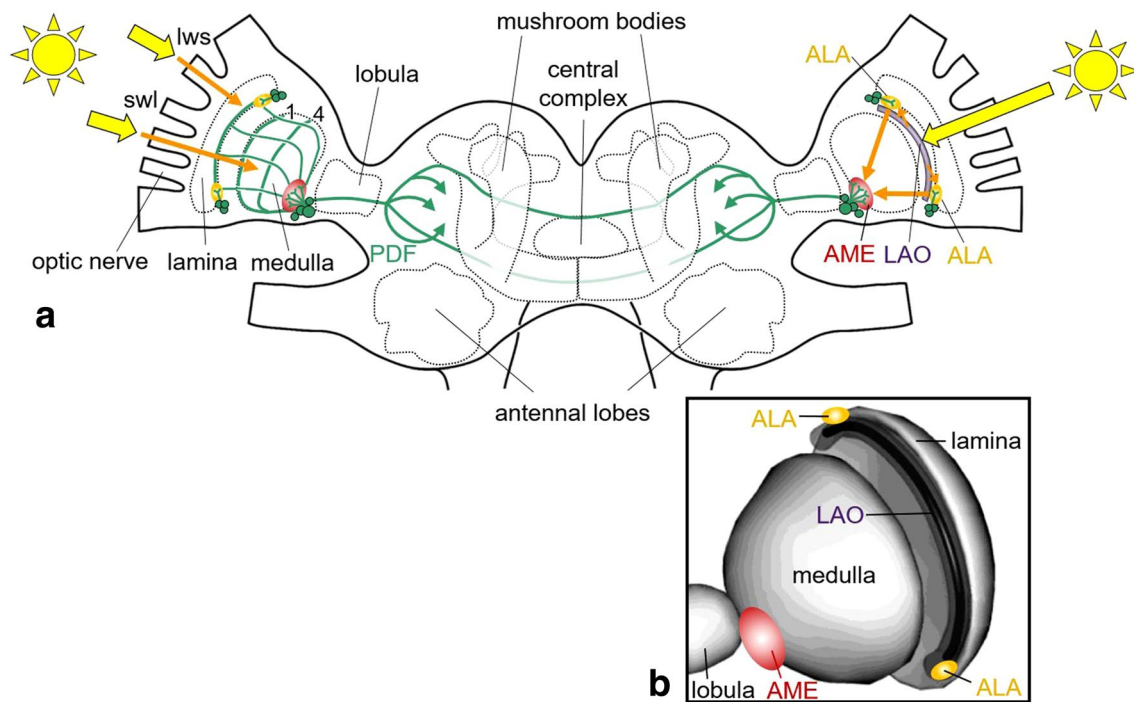 mushroom bodies
lws
ALA
lobula
central
complex
swl
1 4
optic nerve
lamina
medulla
PDF
AME
LAO
ALA
a
antennal lobes
ALA
lamina
LAO
medulla
b
lobula
AME
ALA